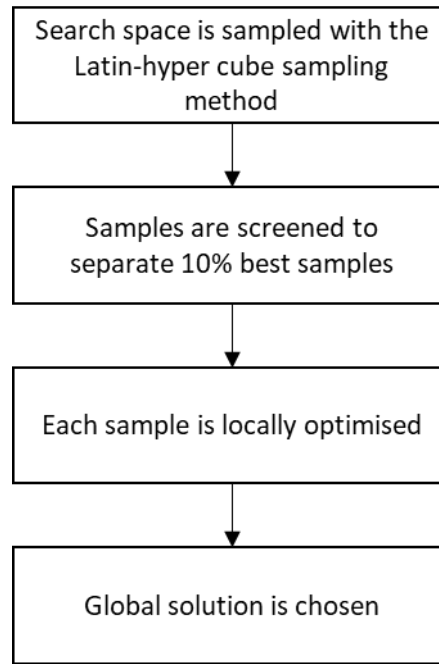 Search space is sampled with the
Latin-hyper cube sampling
method
Samples are screened to
separate 10% best samples
Each sample is locally optimised
Global solution is chosen